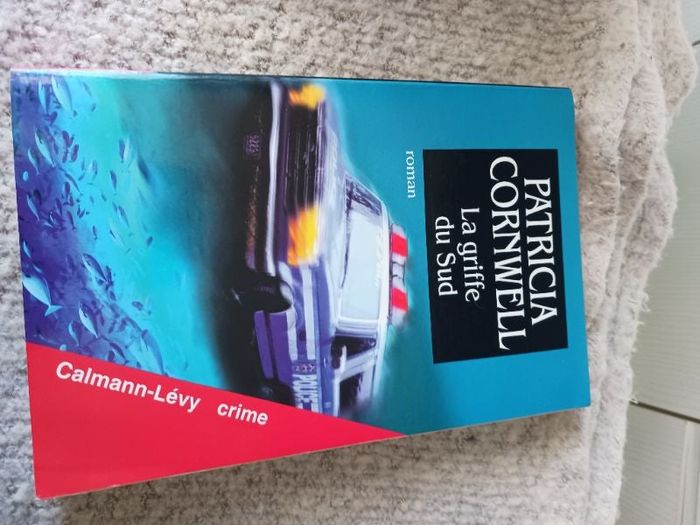 PATRICIA
CORNWELL
La griffe
du Sud
roman
POLICE
Calmann-Lévy crime